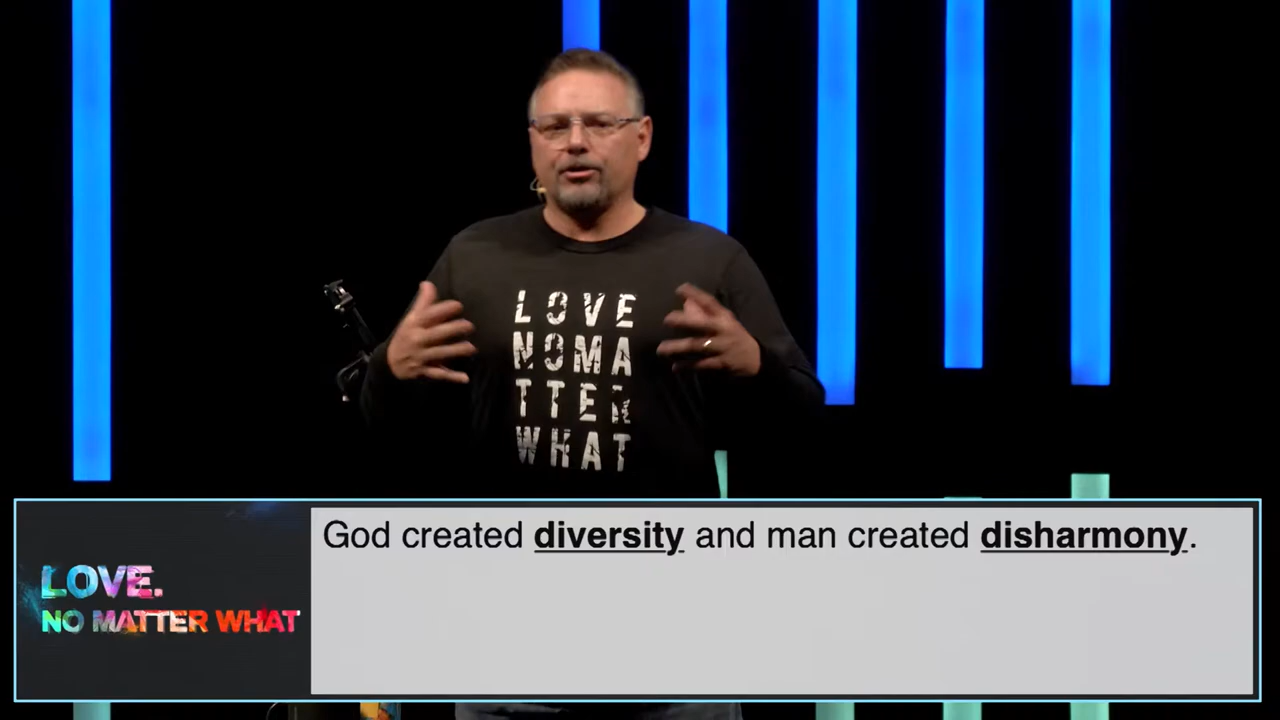 LOVE
NOMA
TTER
WHAT
LOVE.
NO MATTER WHAT
God created diversity and man created disharmony.